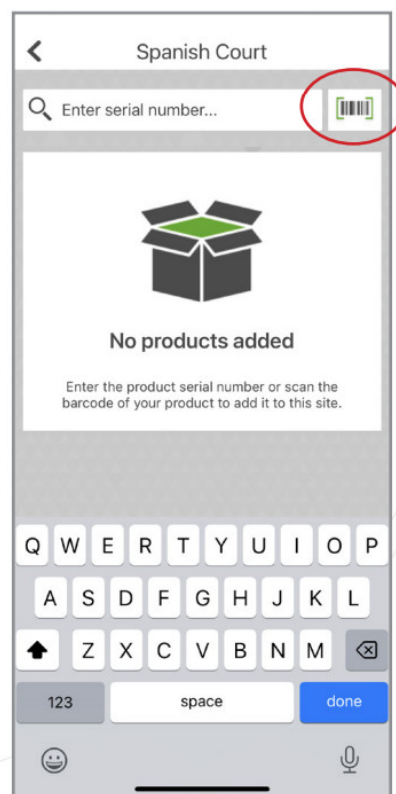 Spanish Court
Enter serial number...
No products added
Enter the product serial number or scan the
barcode of your product to add it to this site.
Q W E R T Y U I O P
A S D F G H J K L
Z X C V B N M
123 space done